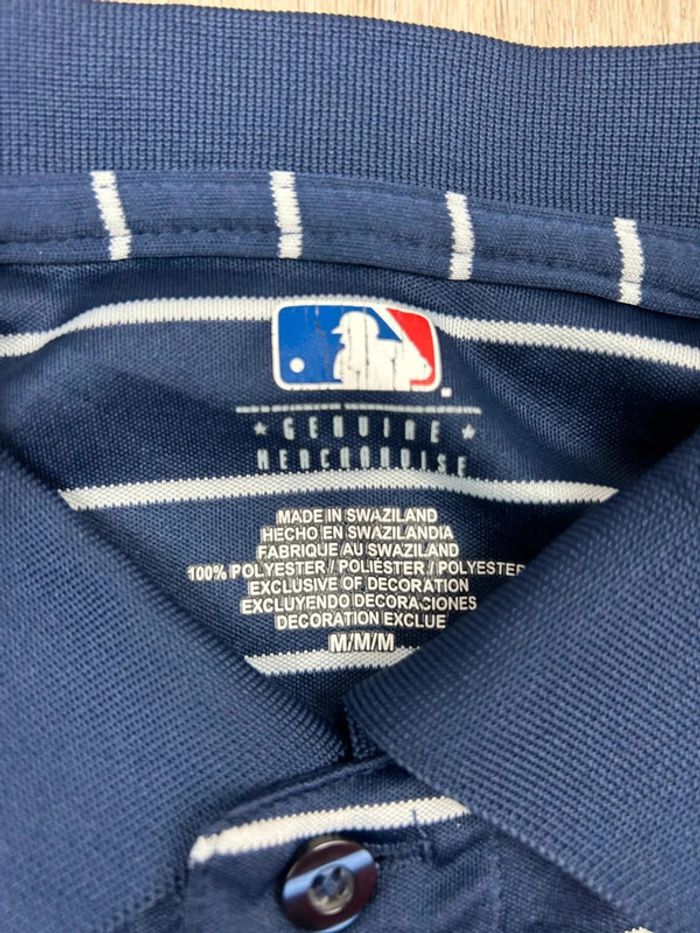 ★ GENUINE ★
MERCHANDISE
MADE IN SWAZILAND
HECHO EN SWAZILANDIA
FABRIQUE AU SWAZILAND
100% POLYESTER / POLIÉSTER / POLYESTER
EXCLUSIVE OF DECORATION
EXCLUYENDO DECORACIONES
DECORATION EXCLUE
M/M/M